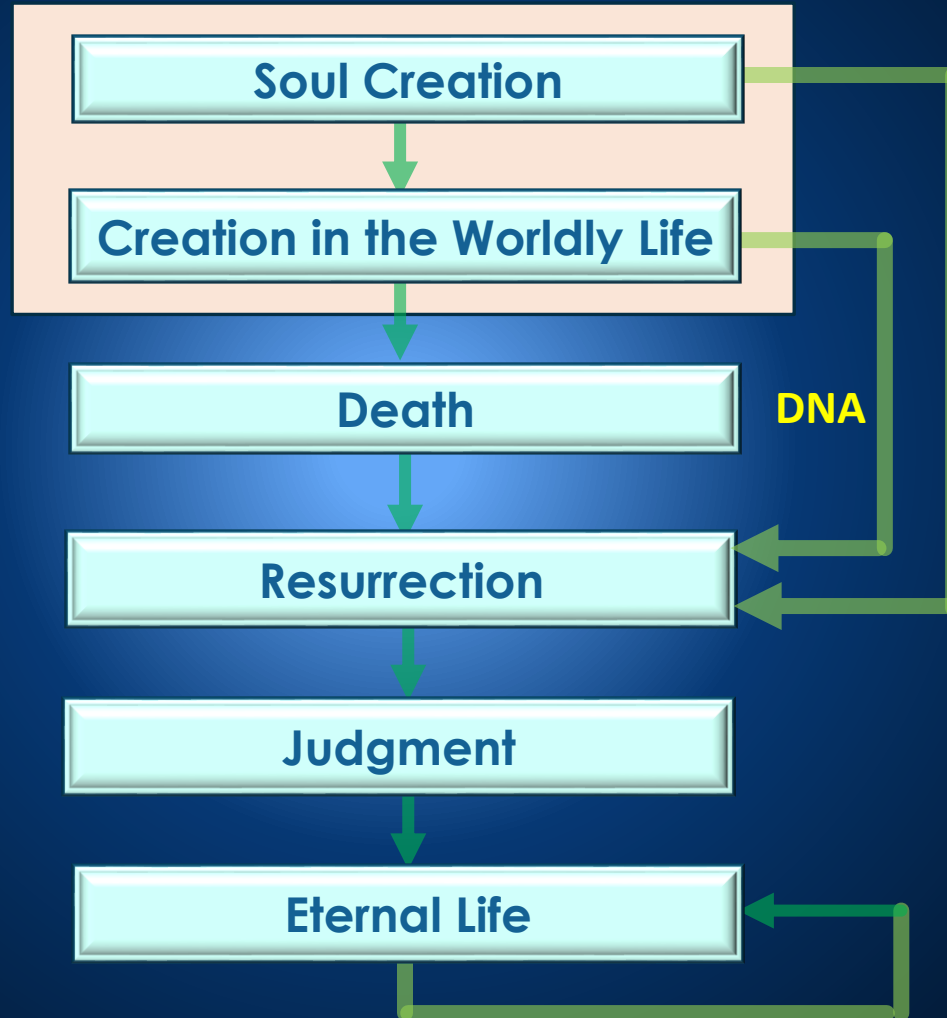 Soul Creation
Creation in the Worldly Life
Death
DNA
Resurrection
Judgment
Eternal Life